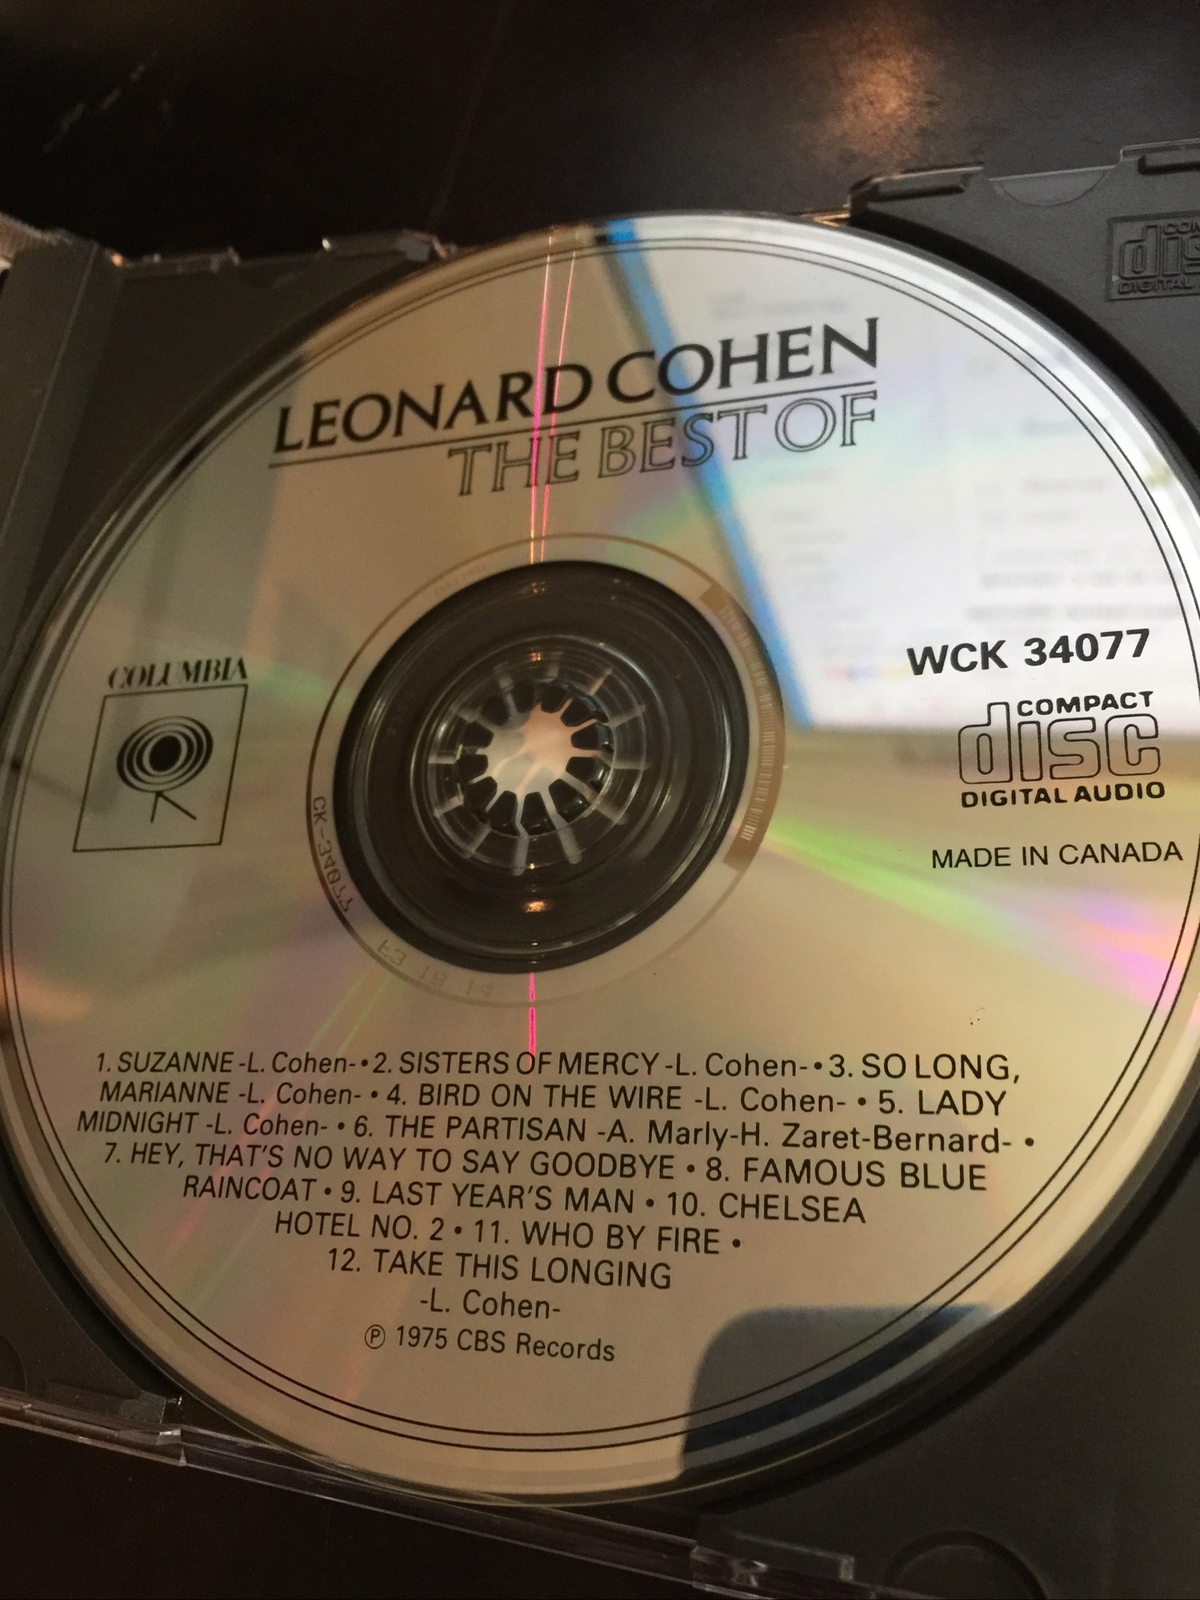 LEONARD COHEN
THE BEST OF
COLUMBIA
WCK 34077
COMPACT
disc
DIGITAL AUDIO
MADE IN CANADA
CK-34077
1. SUZANNE -L. Cohen- • 2. SISTERS OF MERCY -L. Cohen- • 3. SO LONG,
MARIANNE -L. Cohen- • 4. BIRD ON THE WIRE -L. Cohen- • 5. LADY
MIDNIGHT -L. Cohen- • 6. THE PARTISAN -A. Marly-H. Zaret-Bernard- •
7. HEY, THAT'S NO WAY TO SAY GOODBYE • 8. FAMOUS BLUE
RAINCOAT • 9. LAST YEAR'S MAN • 10. CHELSEA
HOTEL NO. 2 • 11. WHO BY FIRE •
12. TAKE THIS LONGING
-L. Cohen-
℗ 1975 CBS Records